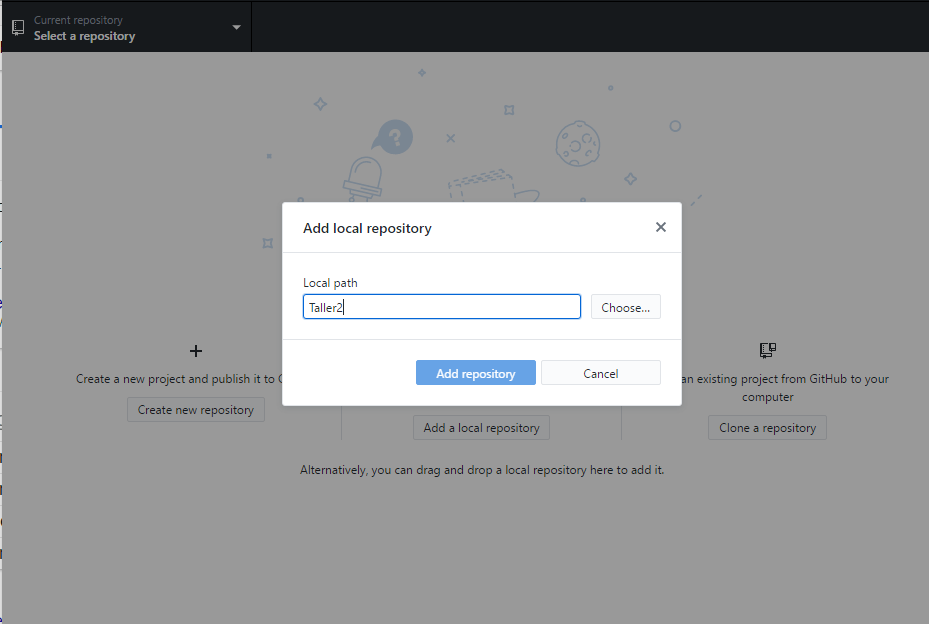 Current repository
Select a repository
?
Add local repository
Local path
Taller2
Choose...
Add repository
Cancel
Create a new project and publish it to
Create new repository
Add a local repository
an existing project from GitHub to your
computer
Clone a repository
Alternatively, you can drag and drop a local repository here to add it.